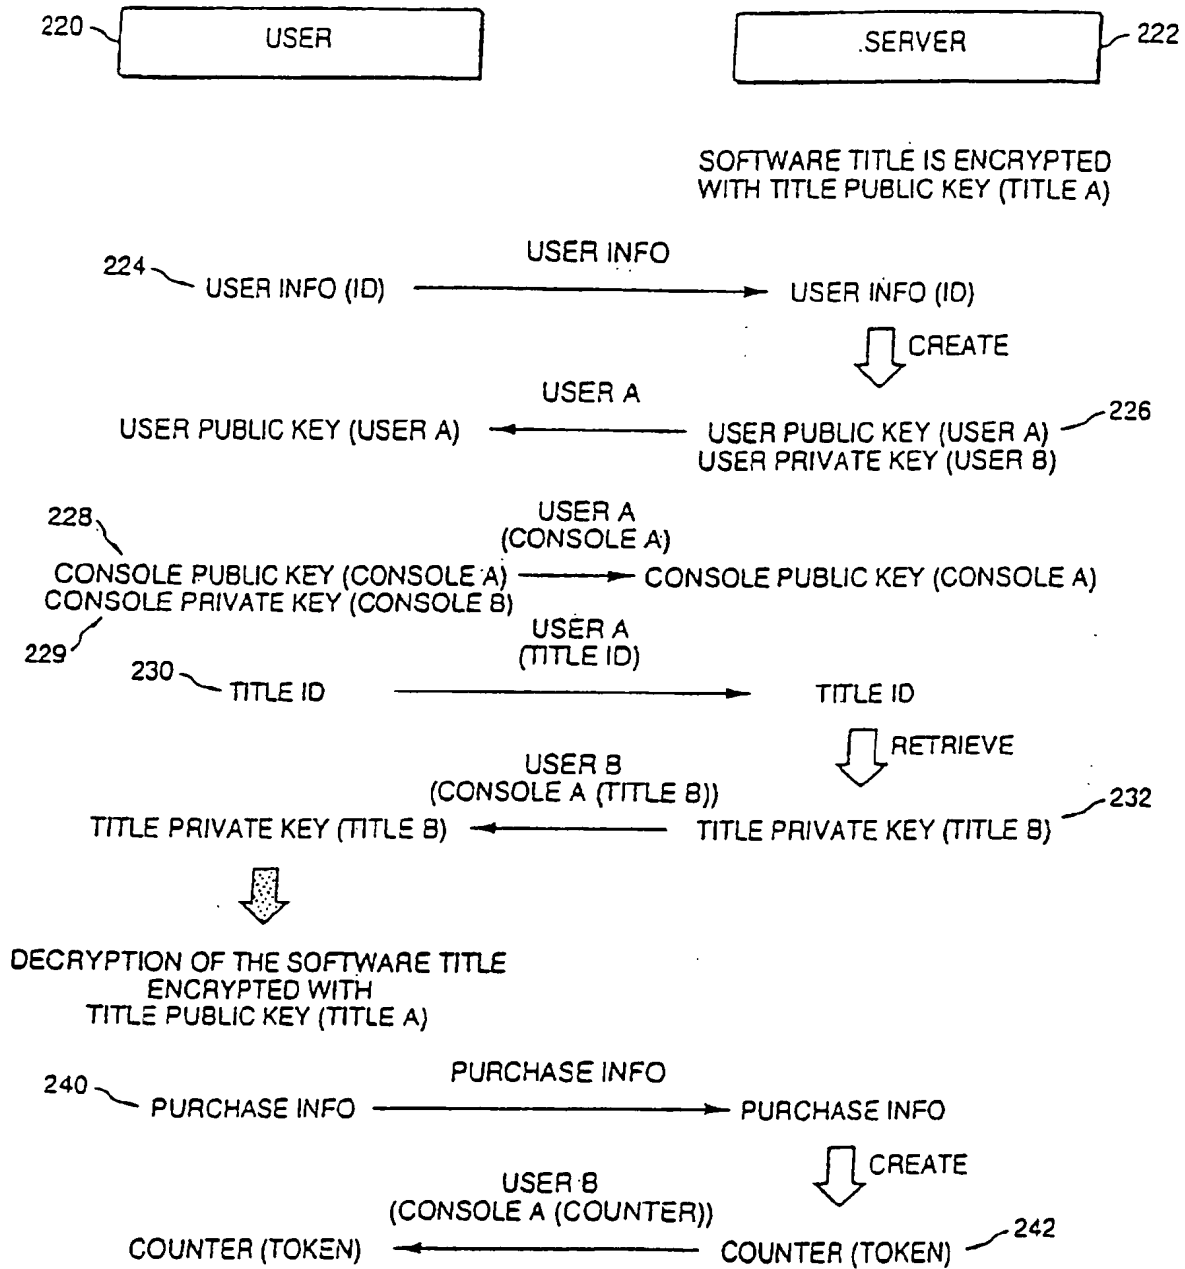 220
USER
.SERVER
222
SOFTWARE TITLE IS ENCRYPTED
WITH TITLE PUBLIC KEY (TITLE A)
USER INFO
224
USER INFO (ID)
USER INFO (ID)
CREATE
USER A
226
USER PUBLIC KEY (USER A)
USER PUBLIC KEY (USER A)
USER PRIVATE KEY (USER B)
228
USER A
(CONSOLE A)
CONSOLE PUBLIC KEY (CONSOLE A)
CONSOLE PUBLIC KEY (CONSOLE A)
CONSOLE PRIVATE KEY (CONSOLE B)
229
USER A
(TITLE ID)
230
TITLE ID
TITLE ID
RETRIEVE
USER B
(CONSOLE A (TITLE B))
232
TITLE PRIVATE KEY (TITLE B)
TITLE PRIVATE KEY (TITLE B)
DECRYPTION OF THE SOFTWARE TITLE
ENCRYPTED WITH
TITLE PUBLIC KEY (TITLE A)
PURCHASE INFO
240
PURCHASE INFO
PURCHASE INFO
CREATE
USER B
(CONSOLE A (COUNTER))
242
COUNTER (TOKEN)
COUNTER (TOKEN)